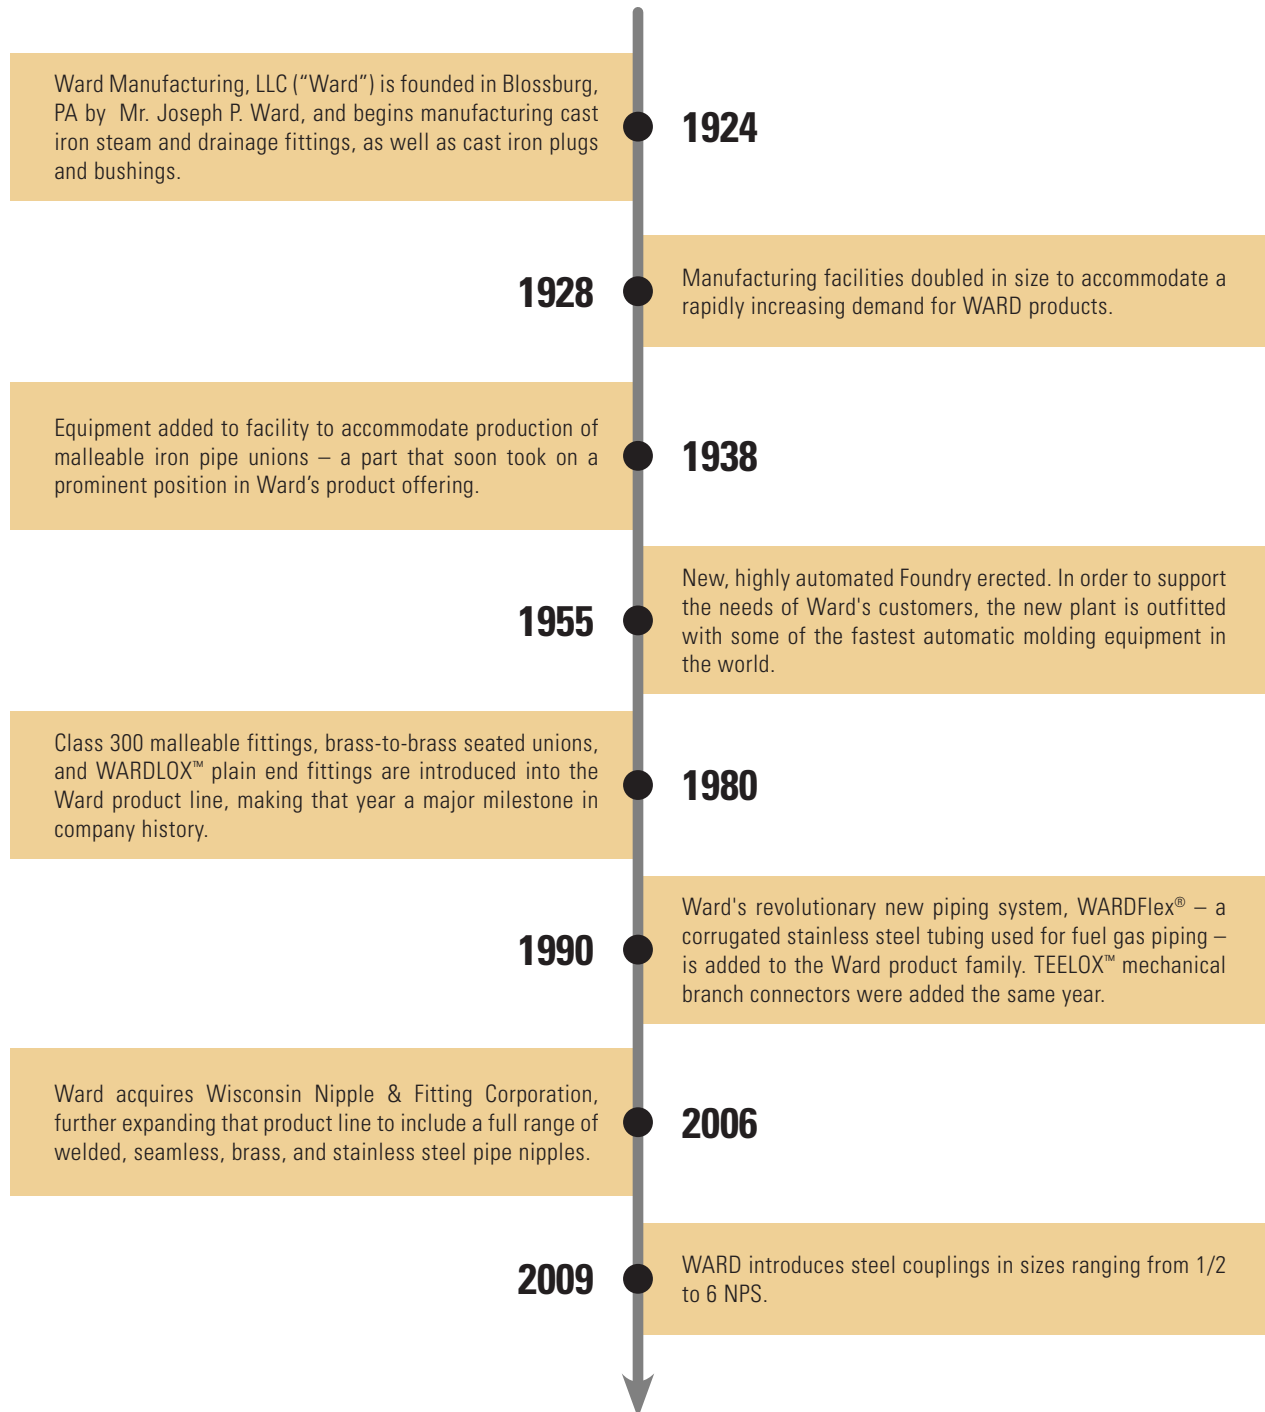 Ward Manufacturing, LLC (“Ward”) is founded in Blossburg,
PA by  Mr. Joseph P. Ward, and begins manufacturing cast
iron steam and drainage fittings, as well as cast iron plugs
and bushings.
1924
1928
Manufacturing facilities doubled in size to accommodate a
rapidly increasing demand for WARD products.
Equipment added to facility to accommodate production of
malleable iron pipe unions – a part that soon took on a
prominent position in Ward’s product offering.
1938
1955
New, highly automated Foundry erected. In order to support
the needs of Ward's customers, the new plant is outfitted
with some of the fastest automatic molding equipment in
the world.
Class 300 malleable fittings, brass-to-brass seated unions,
and WARDLOX™ plain end fittings are introduced into the
Ward product line, making that year a major milestone in
company history.
1980
1990
Ward's revolutionary new piping system, WARDFlex® – a
corrugated stainless steel tubing used for fuel gas piping –
is added to the Ward product family. TEELOX™ mechanical
branch connectors were added the same year.
Ward acquires Wisconsin Nipple & Fitting Corporation,
further expanding that product line to include a full range of
welded, seamless, brass, and stainless steel pipe nipples.
2006
2009
WARD introduces steel couplings in sizes ranging from 1/2
to 6 NPS.